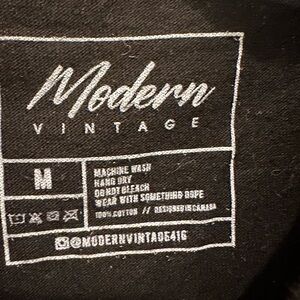 Modern
VINTAGE
M
MACHINE WASH
HANG DRY
DO NOT BLEACH
WEAR WITH SOMETHING DOPE
100% COTTON // DESIGNED IN CANADA
@MODERNVINTAGE416